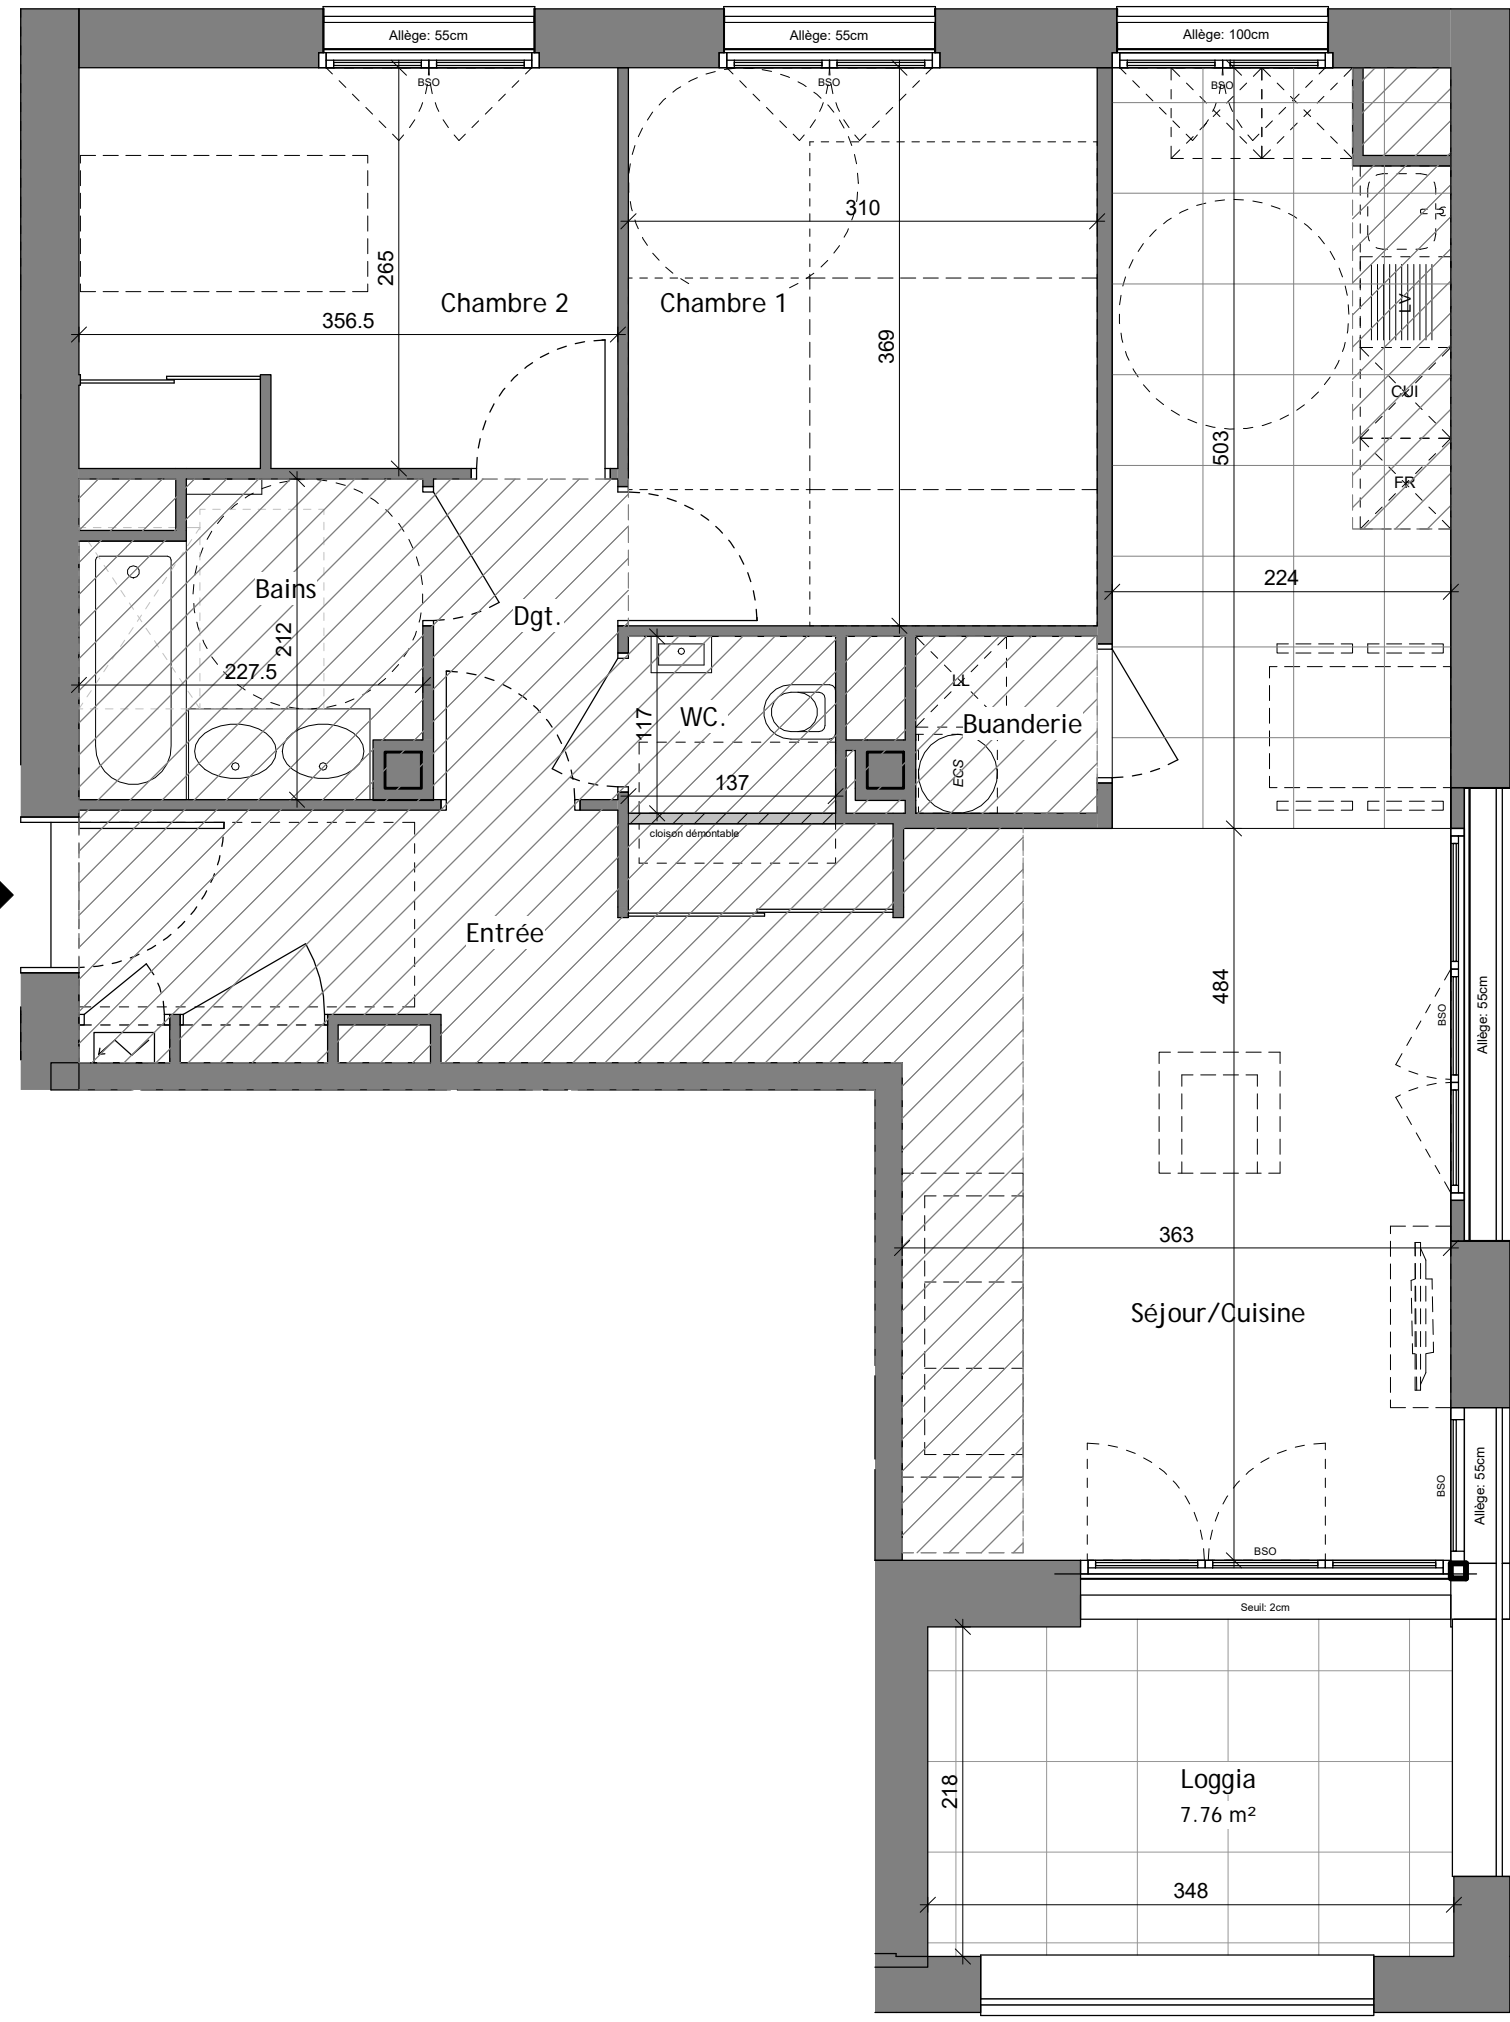 Allège: 55cm
Allège: 55cm
Allège: 100cm
BSO
BSO
BSO
310
265
Chambre 2
Chambre 1
LV
356.5
369
CUI
503
FR
224
Bains
Dgt.
212
227.5
LL
WC.
117
Buanderie
137
ECS
cloison démontable
Entrée
484
BSO
Allège: 55cm
363
Séjour/Cuisine
BSO
Allège: 55cm
BSO
Seuil: 2cm
Loggia
218
7.76 m²
348